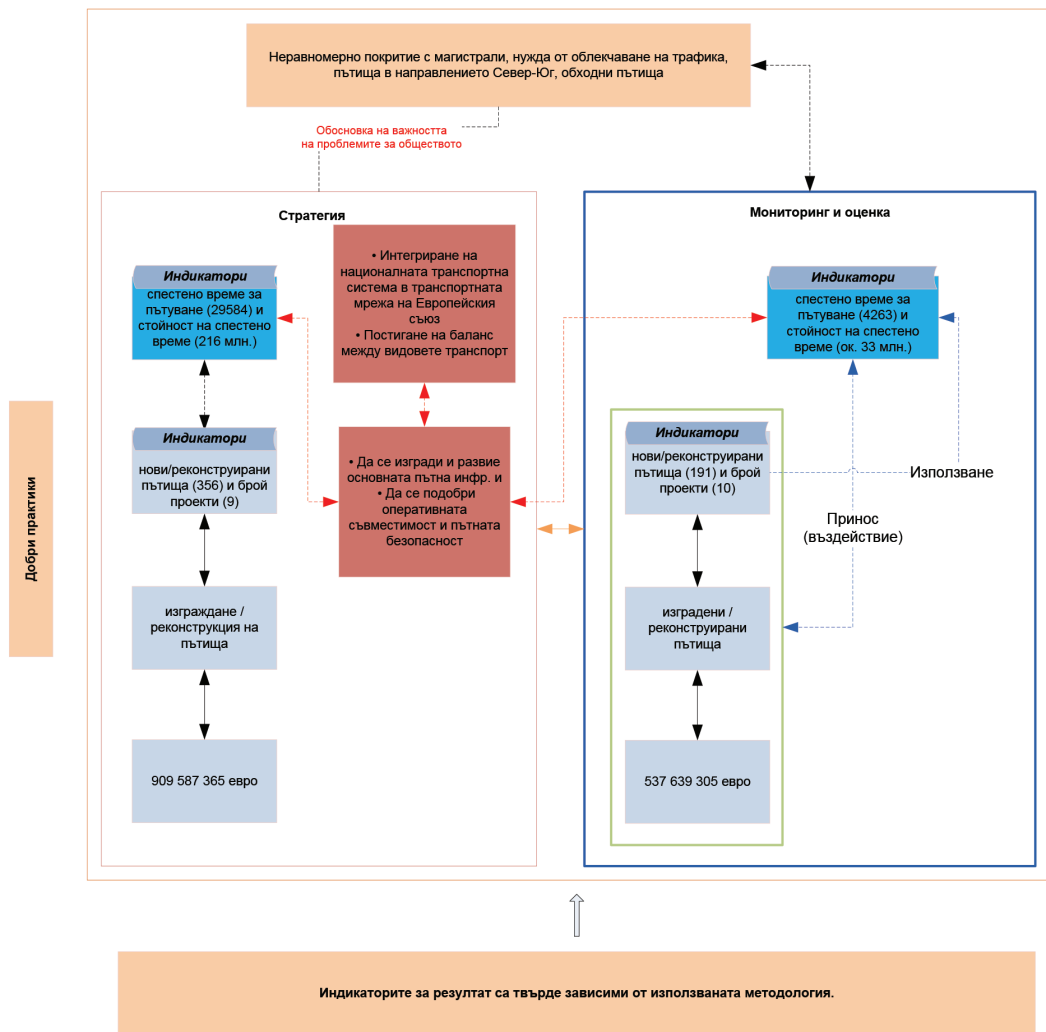 Неравномерно покритие с магистрали, нужда от облекчаване на трафика,
пътища в направлението Север-Юг, обходни пътища
Обосновка на важността
на проблемите за обществото
Стратегия
• Интегриране на
националната транспортна
система в транспортната
мрежа на Европейския
съюз
• Постигане на баланс
между видовете транспорт
Индикатори
спестено време за
пътуване (29584) и
стойност на спестено
време (216 млн.)
Индикатори
нови/реконструирани
пътища (356) и брой
проекти (9)
• Да се изгради и развие
основната пътна инфр. и
• Да се подобри
оперативната
съвместимост и пътната
безопасност
изграждане /
реконструкция на
пътища
909 587 365 евро
Мониторинг и оценка
Индикатори
спестено време за
пътуване (4263) и
стойност на спестено
време (ок. 33 млн.)
Индикатори
нови/реконструирани
пътища (191) и брой
проекти (10)
Използване
Принос
(въздействие)
изградени /
реконструирани
пътища
537 639 305 евро
Добри практики
Индикаторите за резултат са твърде зависими от използваната методология.